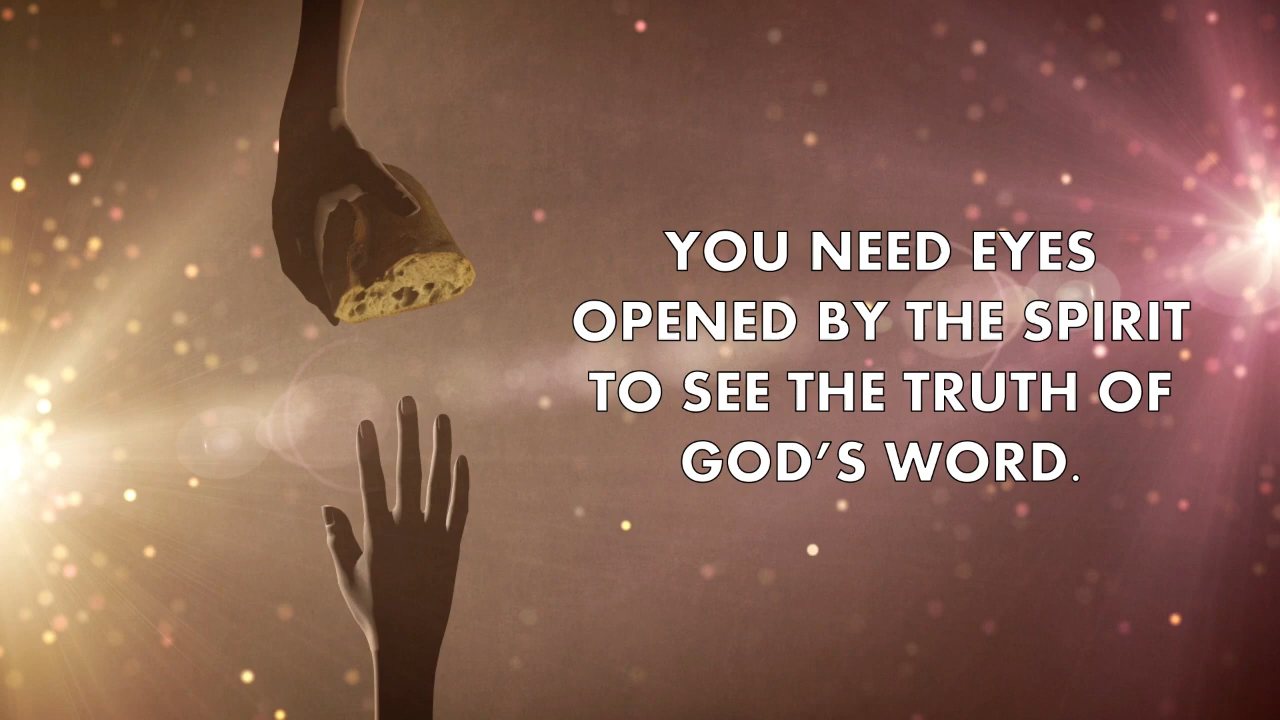 YOU NEED EYES
OPENED BY THE SPIRIT
TO SEE THE TRUTH OF
GOD’S WORD.